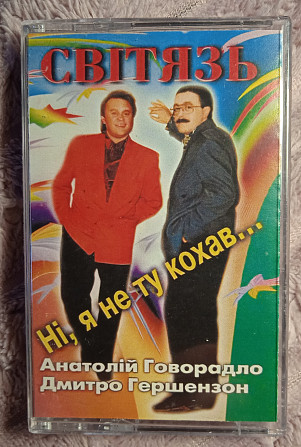 СВІТЯЗЬ
Ні, я не ту кохав...
Анатолій Говорадло
Дмитро Гершензон